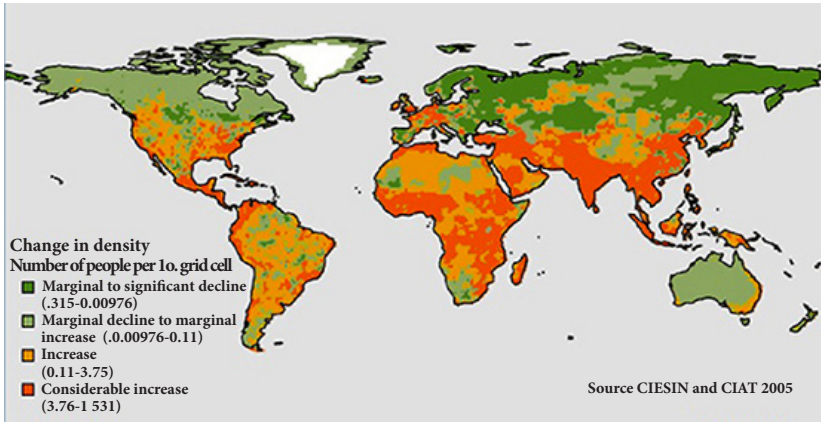 Change in density
Number of people per 1o. grid cell
Marginal to significant decline
(.315-0.00976)
Marginal decline to marginal
increase (.0.00976-0.11)
Increase
(0.11-3.75)
Considerable increase
(3.76-1 531)
Source CIESIN and CIAT 2005